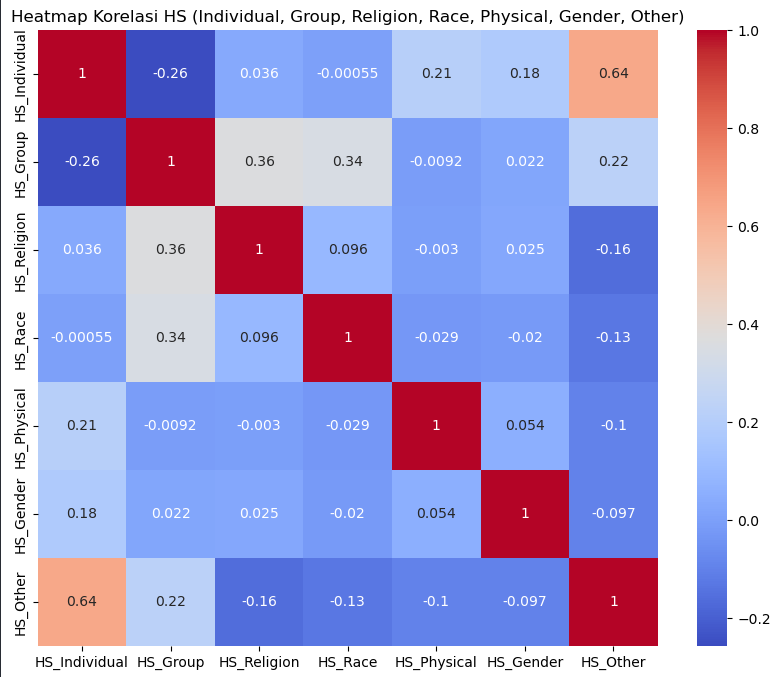 Heatmap Korelasi HS (Individual, Group, Religion, Race, Physical, Gender, Other)
HS_Individual 1 -0.26 0.036 -0.00055 0.21 0.18 0.64
HS_Group -0.26 1 0.36 0.34 -0.0092 0.022 0.22
HS_Religion 0.036 0.36 1 0.096 -0.003 0.025 -0.16
HS_Race -0.00055 0.34 0.096 1 -0.029 -0.02 -0.13
HS_Physical 0.21 -0.0092 -0.003 -0.029 1 0.054 -0.1
HS_Gender 0.18 0.022 0.025 -0.02 0.054 1 -0.097
HS_Other 0.64 0.22 -0.16 -0.13 -0.1 -0.097 1
HS_Individual HS_Group HS_Religion HS_Race HS_Physical HS_Gender HS_Other
1.0
0.8
0.6
0.4
0.2
0.0
-0.2